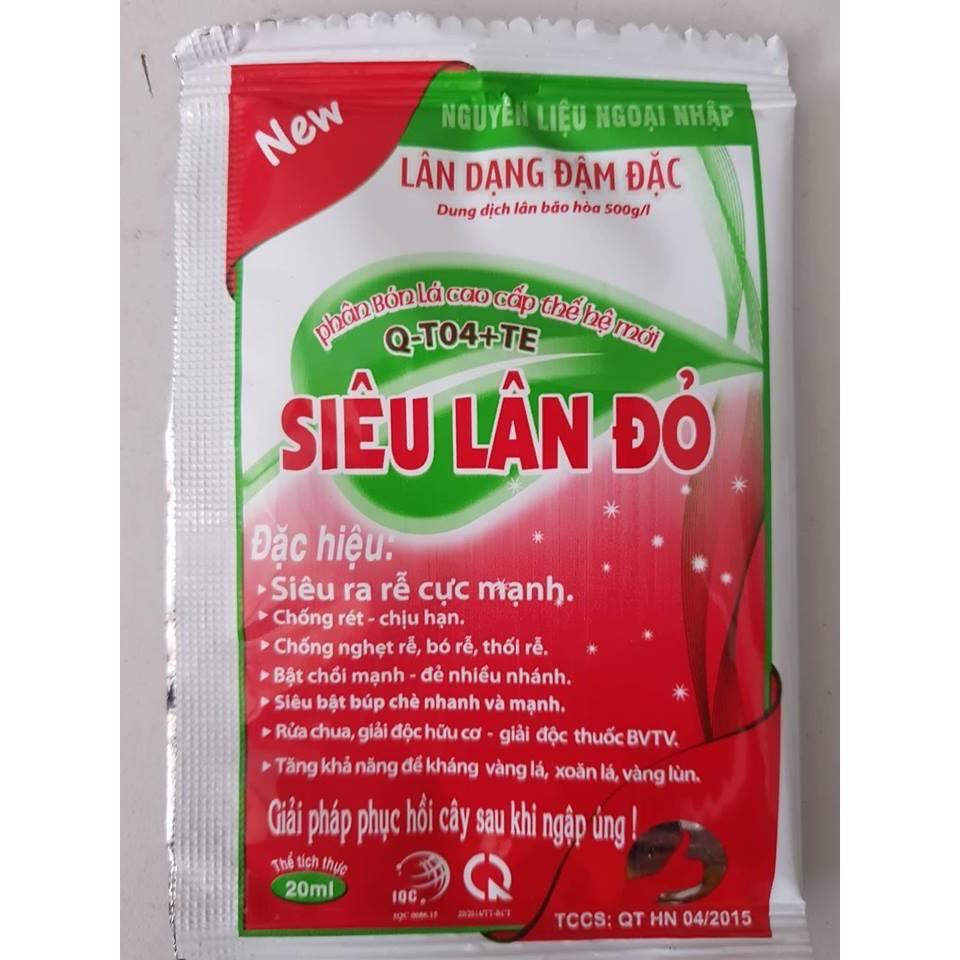 New
NGUYÊN LIỆU NGOẠI NHẬP
LÂN DẠNG ĐẬM ĐẶC
Dung dịch lân bão hòa 500g/l
phân Bón Lá cao cấp thế hệ mới
Q-T04+TE
SIÊU LÂN ĐỎ
Đặc hiệu:
Siêu ra rễ cực mạnh.
Chống rét - chịu hạn.
Chống nghẹt rễ, bó rễ, thối rễ.
Bật chồi mạnh - đẻ nhiều nhánh.
Siêu bật búp chè nhanh và mạnh.
Rửa chua, giải độc hữu cơ - giải độc thuốc BVTV.
Tăng khả năng đề kháng vàng lá, xoăn lá, vàng lùn.
Giải pháp phục hồi cây sau khi ngập úng !
Thể tích thực
20ml
IQC
TCCS: QT HN 04/2015